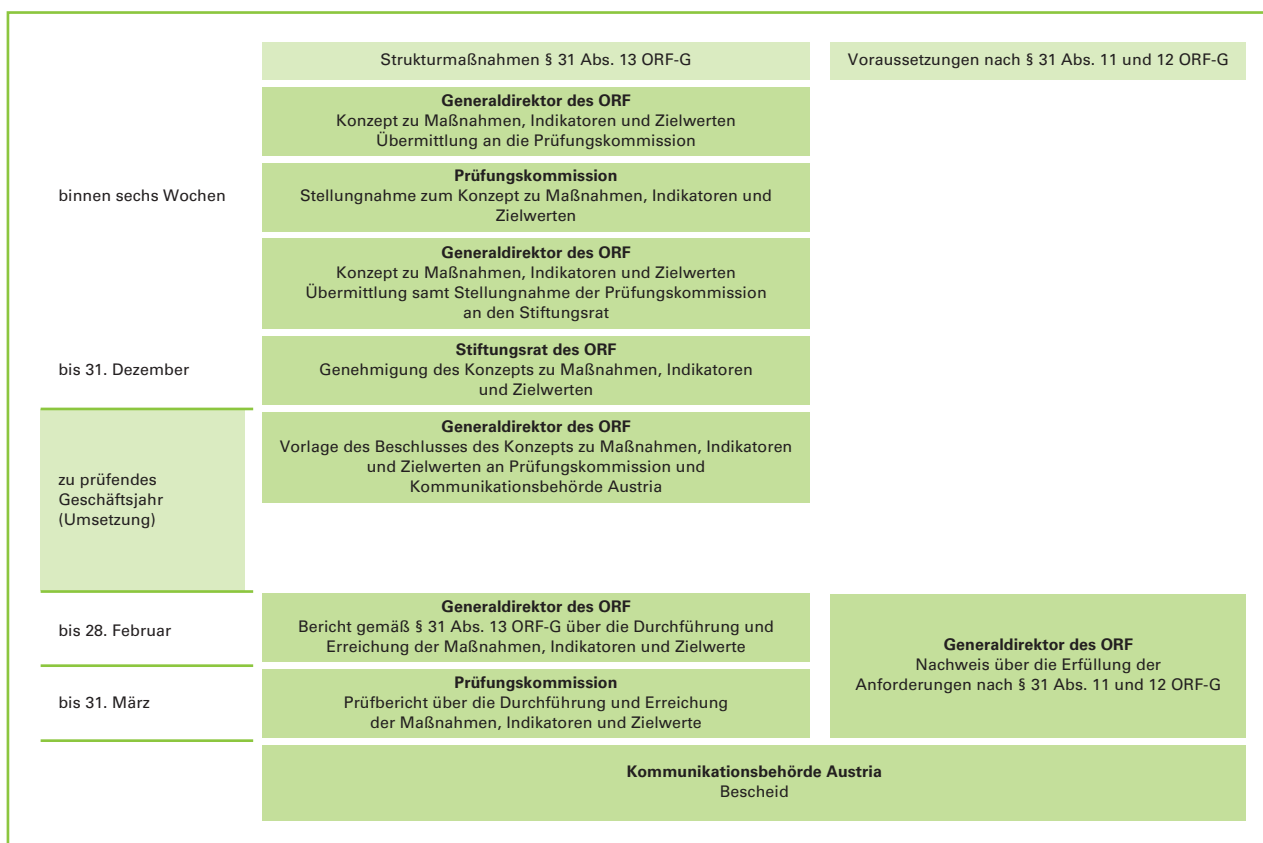 Strukturmaßnahmen § 31 Abs. 13 ORF-G
Voraussetzungen nach § 31 Abs. 11 und 12 ORF-G
Generaldirektor des ORF
Konzept zu Maßnahmen, Indikatoren und Zielwerten
Übermittlung an die Prüfungskommission
binnen sechs Wochen
Prüfungskommission
Stellungnahme zum Konzept zu Maßnahmen, Indikatoren und
Zielwerten
Generaldirektor des ORF
Konzept zu Maßnahmen, Indikatoren und Zielwerten
Übermittlung samt Stellungnahme der Prüfungskommission
an den Stiftungsrat
bis 31. Dezember
Stiftungsrat des ORF
Genehmigung des Konzepts zu Maßnahmen, Indikatoren
und Zielwerten
zu prüfendes
Geschäftsjahr
(Umsetzung)
Generaldirektor des ORF
Vorlage des Beschlusses des Konzepts zu Maßnahmen, Indikatoren
und Zielwerten an Prüfungskommission und
Kommunikationsbehörde Austria
bis 28. Februar
Generaldirektor des ORF
Bericht gemäß § 31 Abs. 13 ORF-G über die Durchführung und
Erreichung der Maßnahmen, Indikatoren und Zielwerte
Generaldirektor des ORF
Nachweis über die Erfüllung der
Anforderungen nach § 31 Abs. 11 und 12 ORF-G
bis 31. März
Prüfungskommission
Prüfbericht über die Durchführung und Erreichung
der Maßnahmen, Indikatoren und Zielwerte
Kommunikationsbehörde Austria
Bescheid